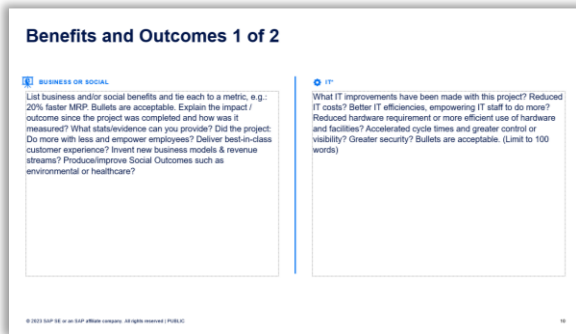 Benefits and Outcomes 1 of 2
BUSINESS OR SOCIAL
List business and/or social benefits and tie each to a metric, e.g.:
20% faster MRP. Bullets are acceptable. Explain the impact /
outcome since the project was completed and how was it
measured? What stats/evidence can you provide? Did the project:
Do more with less and empower employees? Deliver best-in-class
customer experience? Invent new business models & revenue
streams? Produce/improve Social Outcomes such as
environmental or healthcare?
IT*
What IT improvements have been made with this project? Reduced
IT costs? Better IT efficiencies, empowering IT staff to do more?
Reduced hardware requirement or more efficient use of hardware
and facilities? Accelerated cycle times and greater control or
visibility? Greater security? Bullets are acceptable. (Limit to 100
words)
© 2023 SAP SE or an SAP affiliate company. All rights reserved | PUBLIC
10